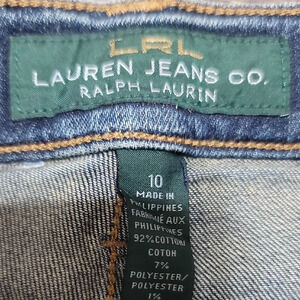 LRL
LAUREN JEANS CO.
RALPH LAURIN
10
MADE IN
PHILIPPINES
FABRIQUÉ AUX
PHILIPPINES
92% COTTON/
COTON
7%
POLYESTER/
POLYESTER
1%